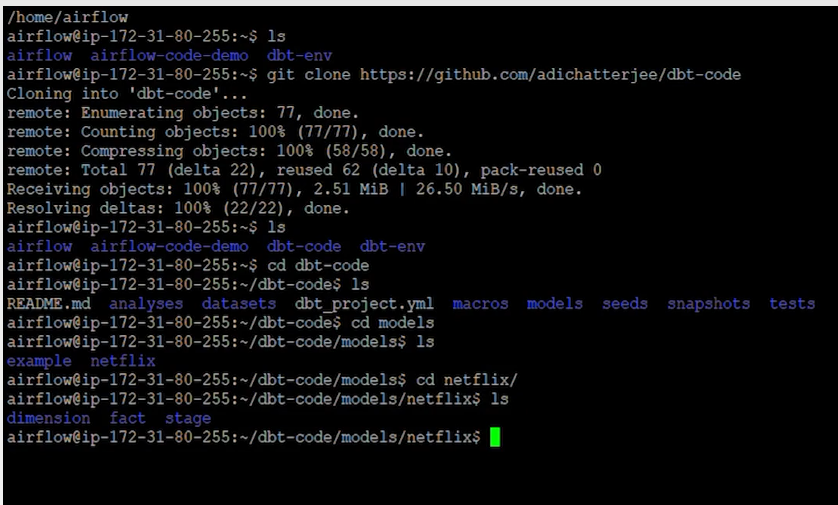 /home/airflow
airflow@ip-172-31-80-255:~$ ls
airflow  airflow-code-demo  dbt-env
airflow@ip-172-31-80-255:~$ git clone https://github.com/adichatterjee/dbt-code
Cloning into 'dbt-code'...
remote: Enumerating objects: 77, done.
remote: Counting objects: 100% (77/77), done.
remote: Compressing objects: 100% (58/58), done.
remote: Total 77 (delta 22), reused 62 (delta 10), pack-reused 0
Receiving objects: 100% (77/77), 2.51 MiB | 26.50 MiB/s, done.
Resolving deltas: 100% (22/22), done.
airflow@ip-172-31-80-255:~$ ls
airflow  airflow-code-demo  dbt-code  dbt-env
airflow@ip-172-31-80-255:~$ cd dbt-code
airflow@ip-172-31-80-255:~/dbt-code$ ls
README.md  analyses  datasets  dbt_project.yml  macros  models  seeds  snapshots  tests
airflow@ip-172-31-80-255:~/dbt-code$ cd models
airflow@ip-172-31-80-255:~/dbt-code/models$ ls
example  netflix
airflow@ip-172-31-80-255:~/dbt-code/models$ cd netflix/
airflow@ip-172-31-80-255:~/dbt-code/models/netflix$ ls
dimension  fact  stage
airflow@ip-172-31-80-255:~/dbt-code/models/netflix$